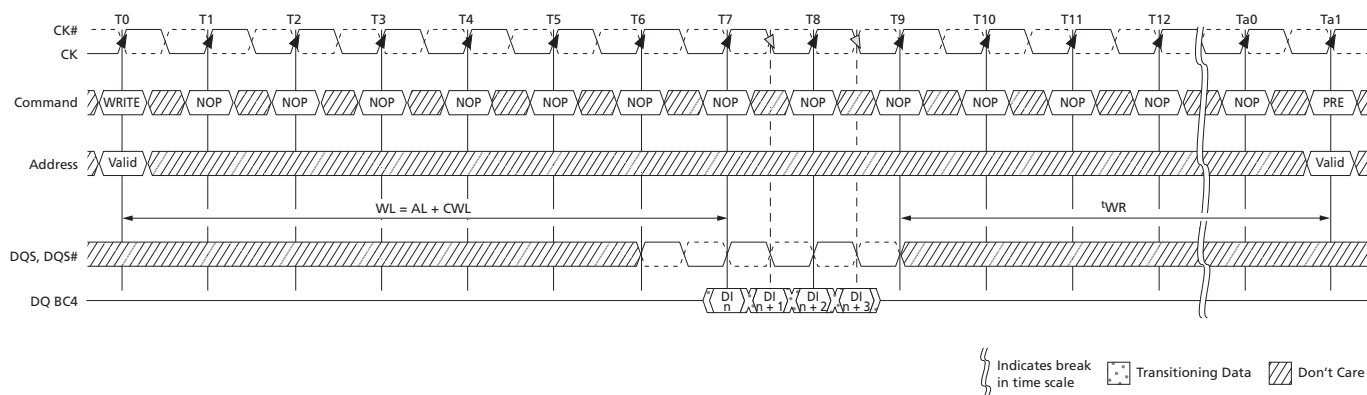 T0 T1 T2 T3 T4 T5 T6 T7 T8 T9 T10 T11 T12 Ta0 Ta1
CK#
CK
Command WRITE NOP NOP NOP NOP NOP NOP NOP NOP NOP NOP NOP NOP NOP PRE
Address Valid Valid
WL = AL + CWL tWR
DQS, DQS#
DQ BC4 DI n DI n + 1 DI n + 2 DI n + 3
Indicates break in time scale
Transitioning Data
Don't Care